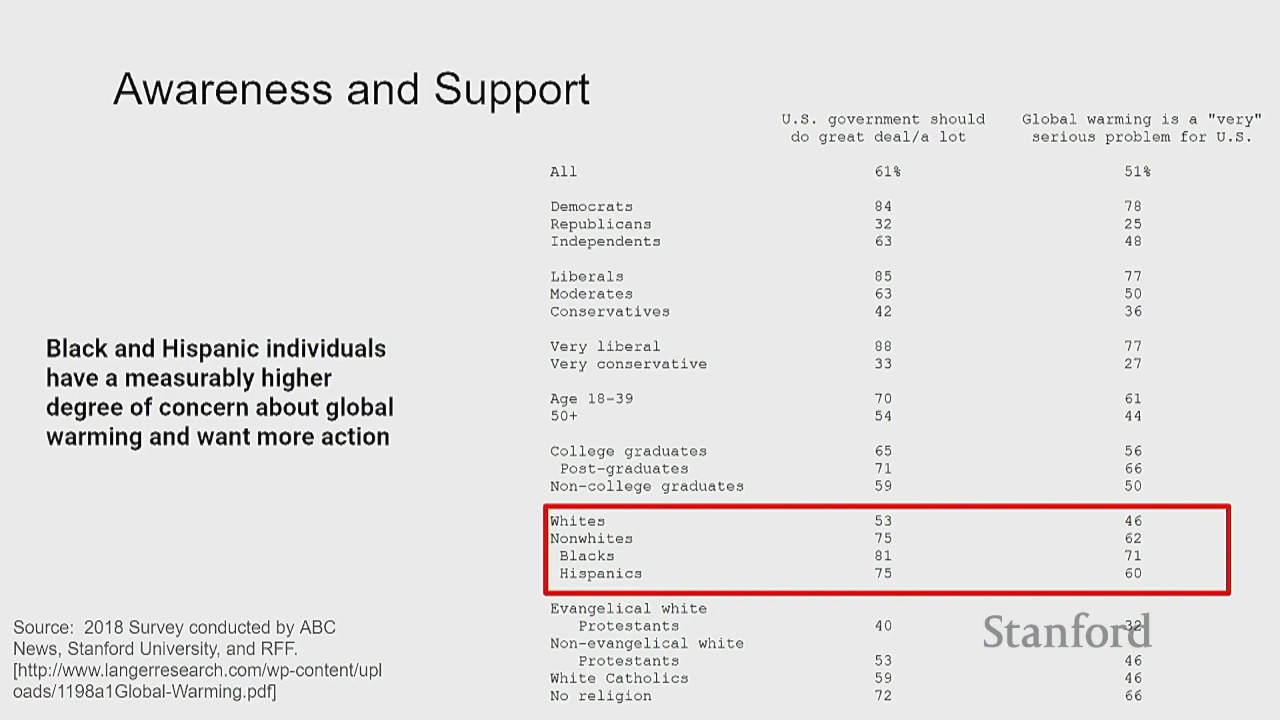 Awareness and Support
U.S. government should Global warming is a "very"
do great deal/a lot serious problem for U.S.
All 61% 51%
Democrats 84 78
Republicans 32 25
Independents 63 48
Liberals 85 77
Moderates 63 50
Conservatives 42 36
Very liberal 88 77
Very conservative 33 27
Age 18-39 70 61
50+ 54 44
College graduates 65 56
Post-graduates 71 66
Non-college graduates 59 50
Whites 53 46
Nonwhites 75 62
Blacks 81 71
Hispanics 75 60
Evangelical white
Protestants 40 32
Non-evangelical white
Protestants 53 46
White Catholics 59 46
No religion 72 66
Black and Hispanic individuals
have a measurably higher
degree of concern about global
warming and want more action
Source: 2018 Survey conducted by ABC
News, Stanford University, and RFF.
[http://www.langerresearch.com/wp-content/upl
oads/1198a1Global-Warming.pdf]
Stanford